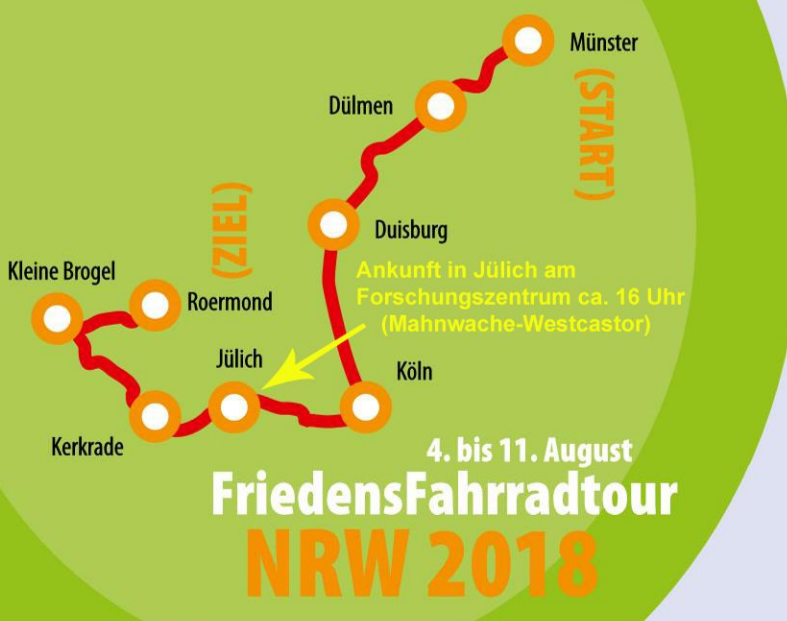 Münster
(START)
Dülmen
Duisburg
(ZIEL)
Kleine Brogel
Roermond
Ankunft in Jülich am
Forschungszentrum ca. 16 Uhr
(Mahnwache-Westcastor)
Jülich
Köln
Kerkrade
4. bis 11. August
FriedensFahrradtour
NRW 2018